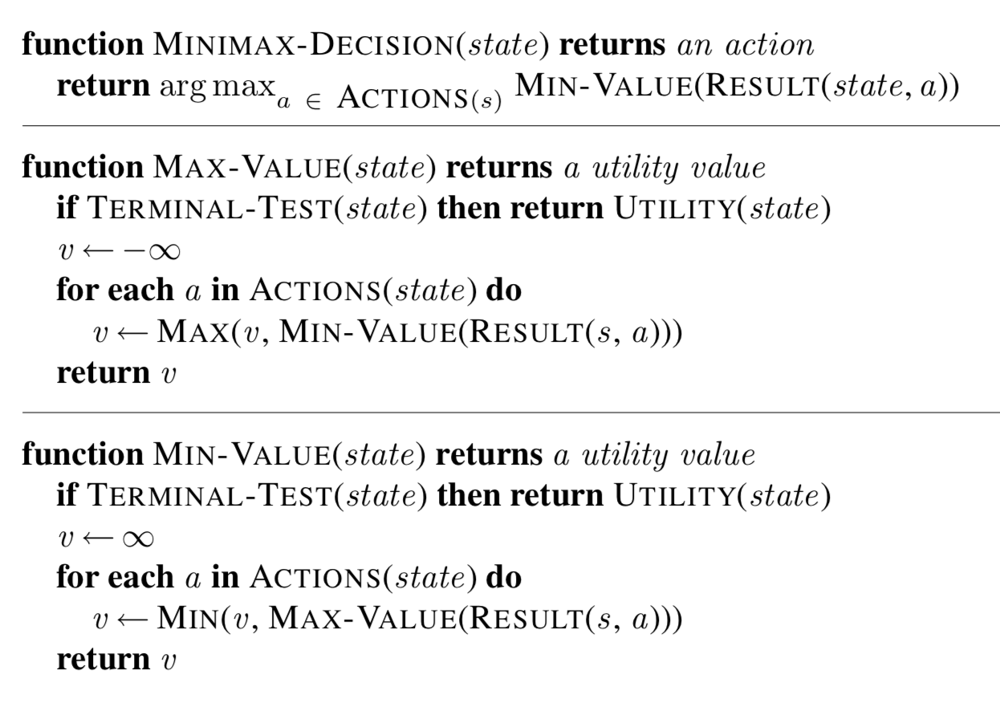 function MINIMAX-DECISION(state) returns an action
return arg max a ∈ ACTIONS(s) MIN-VALUE(RESULT(state, a))
function MAX-VALUE(state) returns a utility value
if TERMINAL-TEST(state) then return UTILITY(state)
v ← −∞
for each a in ACTIONS(state) do
v ← MAX(v, MIN-VALUE(RESULT(s, a)))
return v
function MIN-VALUE(state) returns a utility value
if TERMINAL-TEST(state) then return UTILITY(state)
v ← ∞
for each a in ACTIONS(state) do
v ← MIN(v, MAX-VALUE(RESULT(s, a)))
return v